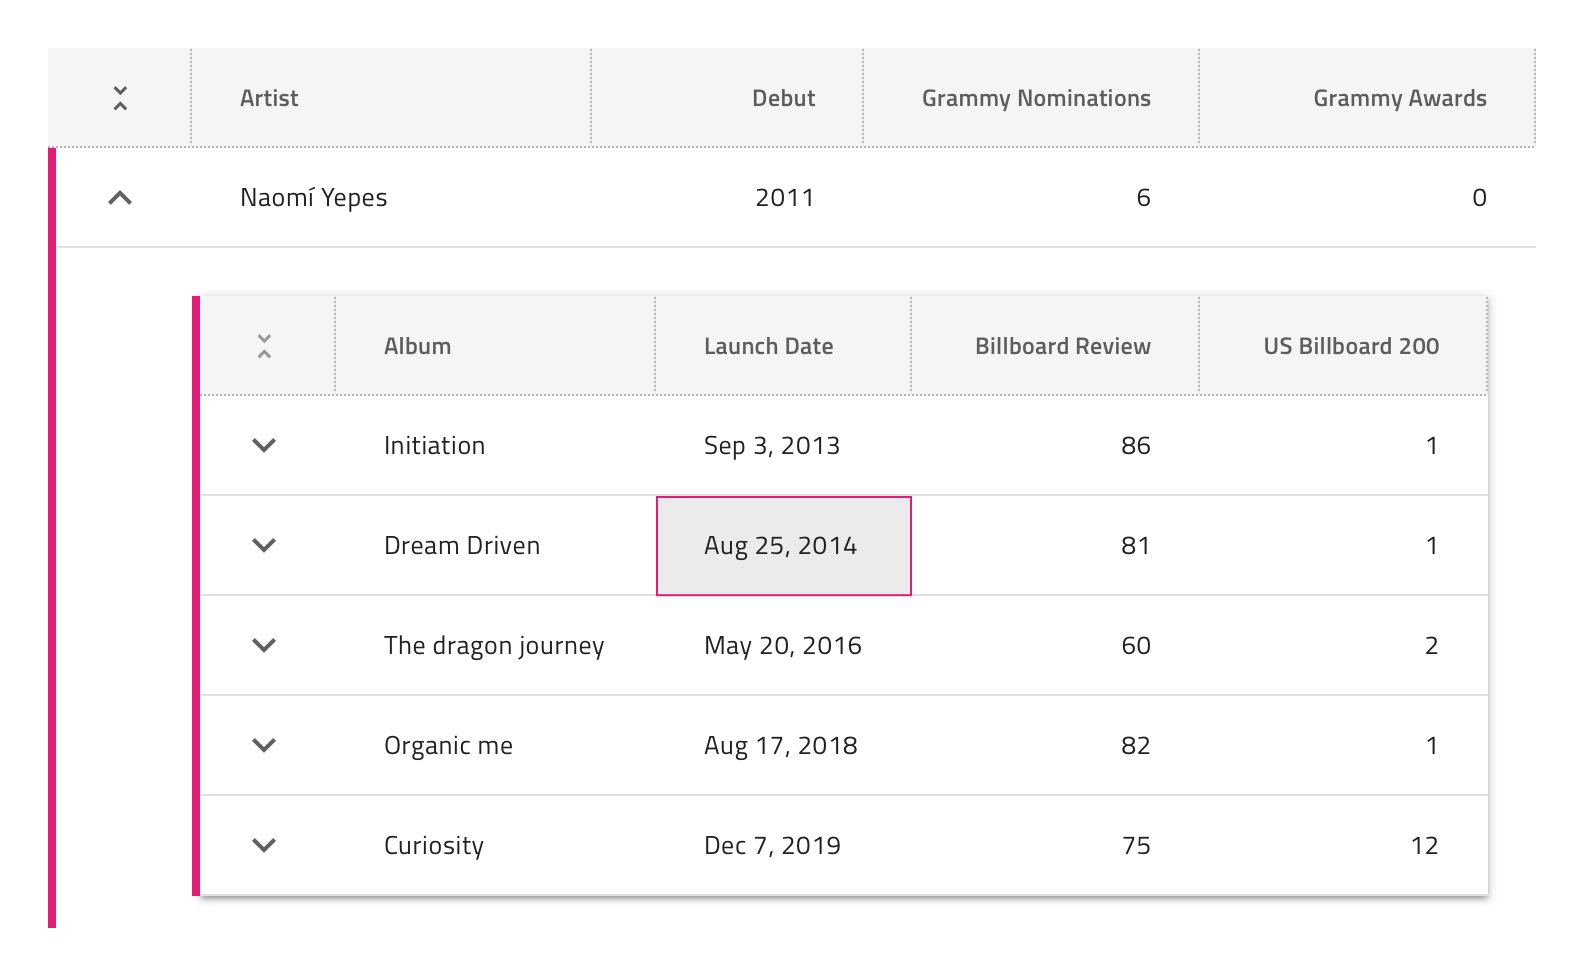 Artist Debut Grammy Nominations Grammy Awards
Naomí Yepes 2011 6 0
Album Launch Date Billboard Review US Billboard 200
Initiation Sep 3, 2013 86 1
Dream Driven Aug 25, 2014 81 1
The dragon journey May 20, 2016 60 2
Organic me Aug 17, 2018 82 1
Curiosity Dec 7, 2019 75 12